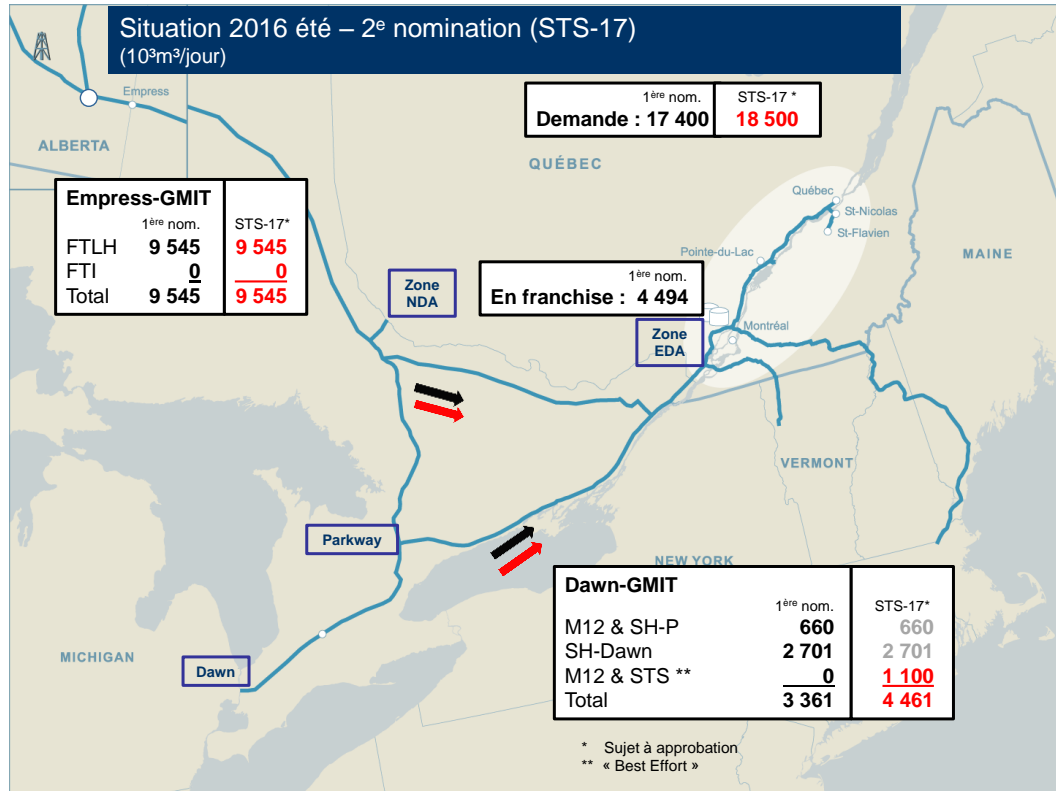 Situation 2016 été – 2e nomination (STS-17)
(10³m³/jour)
1ère nom. STS-17 *
Demande : 17 400 18 500
Empress
ALBERTA
QUÉBEC
Empress-GMIT
1ère nom. STS-17*
FTLH 9 545 9 545
FTI 0 0
Total 9 545 9 545
Québec
St-Nicolas
St-Flavien
Pointe-du-Lac
MAINE
Zone
NDA
1ère nom.
En franchise : 4 494
Montréal
Zone
EDA
VERMONT
Parkway
NEW YORK
Dawn-GMIT
1ère nom. STS-17*
M12 & SH-P 660 660
SH-Dawn 2 701 2 701
M12 & STS ** 0 1 100
Total 3 361 4 461
MICHIGAN
Dawn
* Sujet à approbation
** « Best Effort »